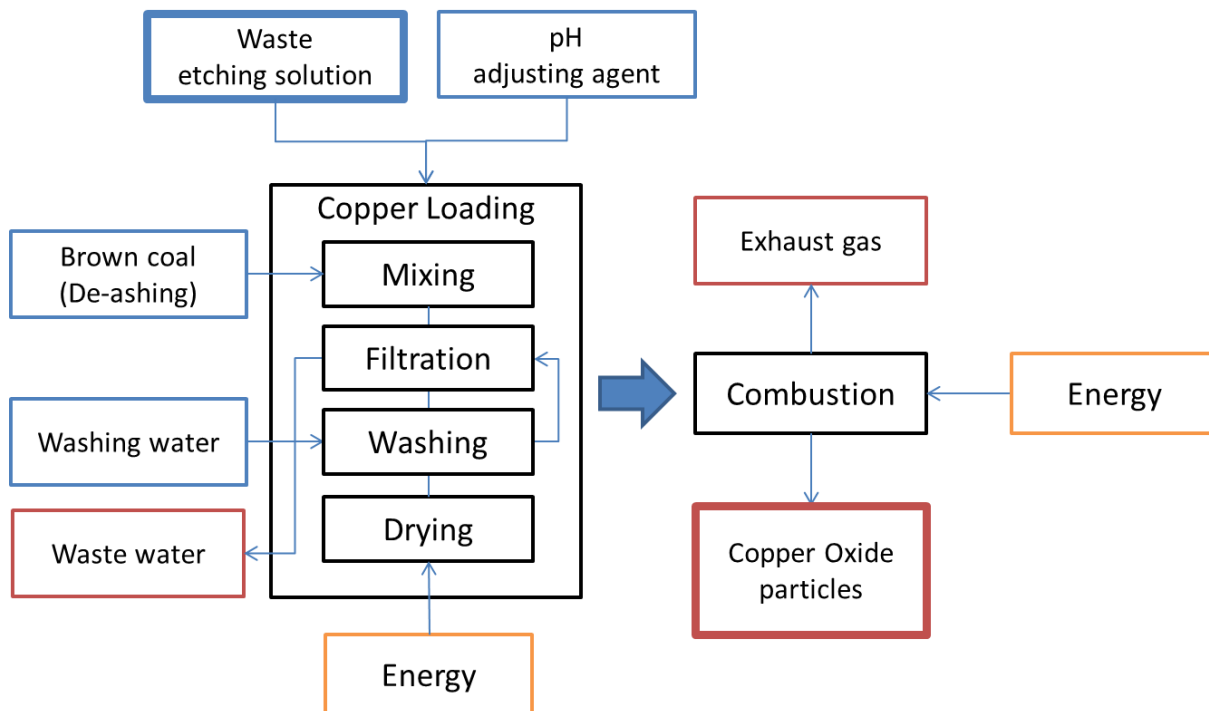 Waste
etching solution
pH
adjusting agent
Copper Loading
Brown coal
(De-ashing)
Mixing
Filtration
Washing water
Washing
Waste water
Drying
Energy
Exhaust gas
Combustion
Energy
Copper Oxide
particles